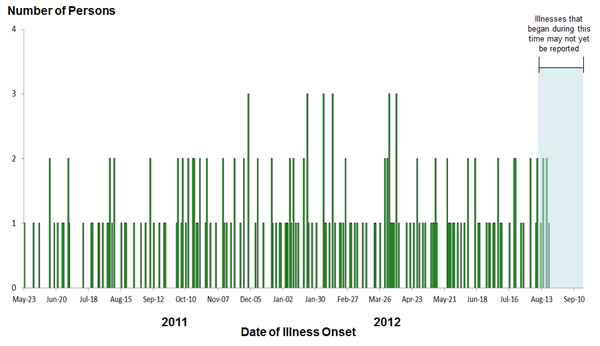 Number of Persons
Illnesses that
began during this
time may not yet
be reported
4
3
2
1
0
May-23 Jun-20 Jul-18 Aug-15 Sep-12 Oct-10 Nov-07 Dec-05 Jan-02 Jan-30 Feb-27 Mar-26 Apr-23 May-21 Jun-18 Jul-16 Aug-13 Sep-10
2011 2012
Date of Illness Onset